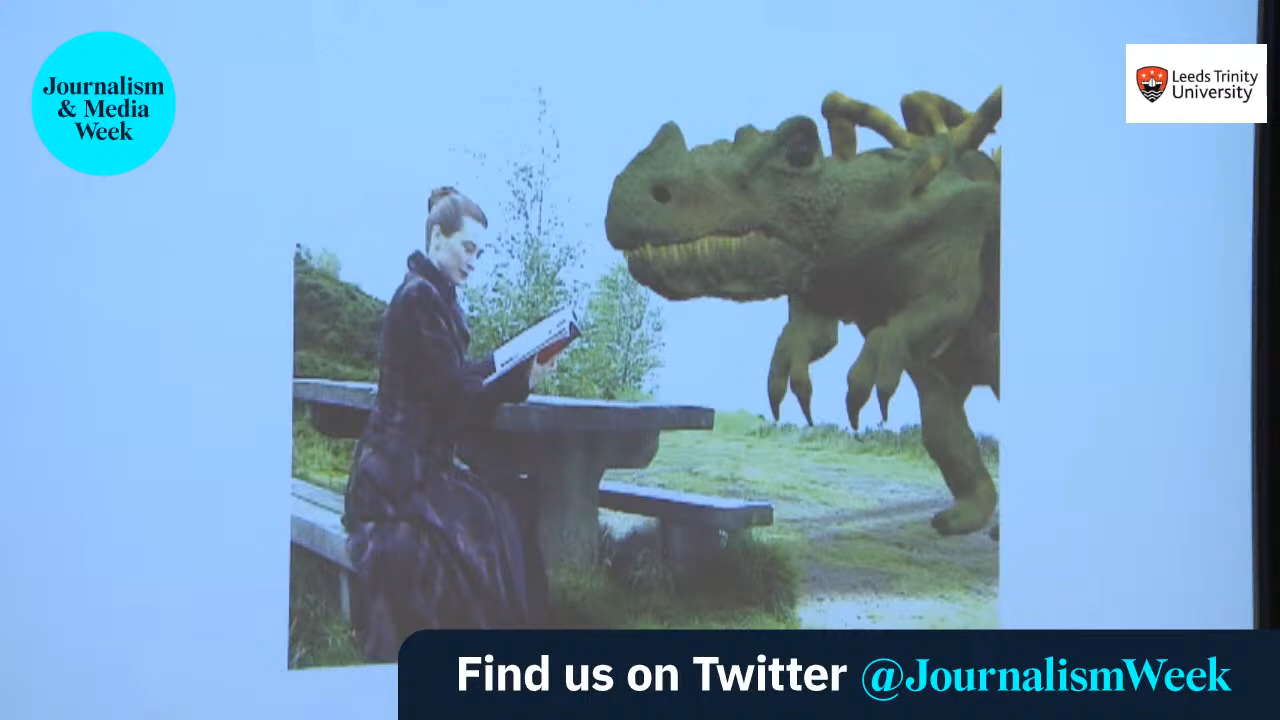 Journalism
& Media
Week
Leeds Trinity
University
Find us on Twitter @JournalismWeek